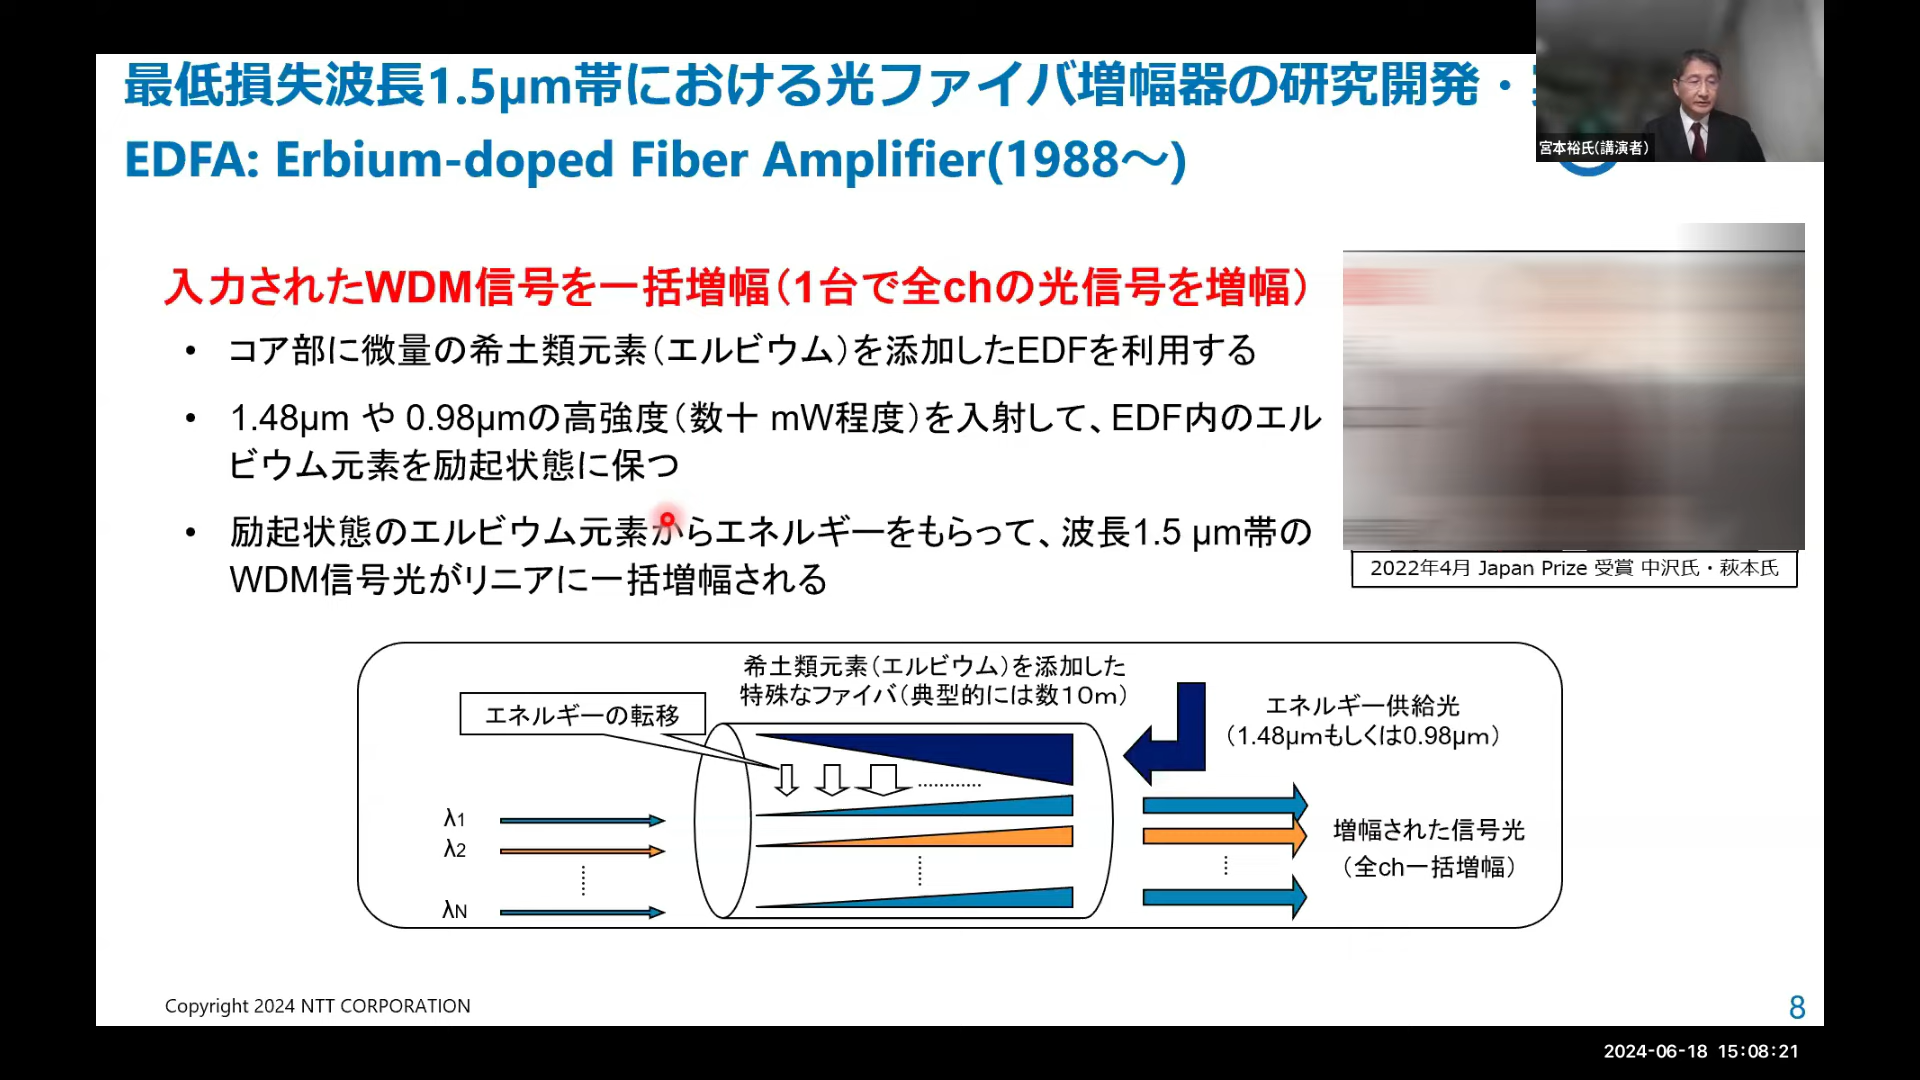 最低損失波長1.5μm帯における光ファイバ増幅器の研究開発・
EDFA: Erbium-doped Fiber Amplifier(1988～)
宮本裕氏(講演者)
入力されたWDM信号を一括増幅（1台で全chの光信号を増幅）
• コア部に微量の希土類元素（エルビウム）を添加したEDFを利用する
• 1.48μm や 0.98μmの高強度（数十 mW程度）を入射して、EDF内のエル
ビウム元素を励起状態に保つ
• 励起状態のエルビウム元素からエネルギーをもらって、波長1.5 μm帯の
WDM信号光がリニアに一括増幅される
2022年4月 Japan Prize 受賞 中沢氏・萩本氏
希土類元素（エルビウム）を添加した
特殊なファイバ（典型的には数10m）
エネルギーの転移
エネルギー供給光
（1.48μmもしくは0.98μm）
λ1
λ2
λN
増幅された信号光
（全ch一括増幅）
Copyright 2024 NTT CORPORATION
8
2024-06-18 15:08:21